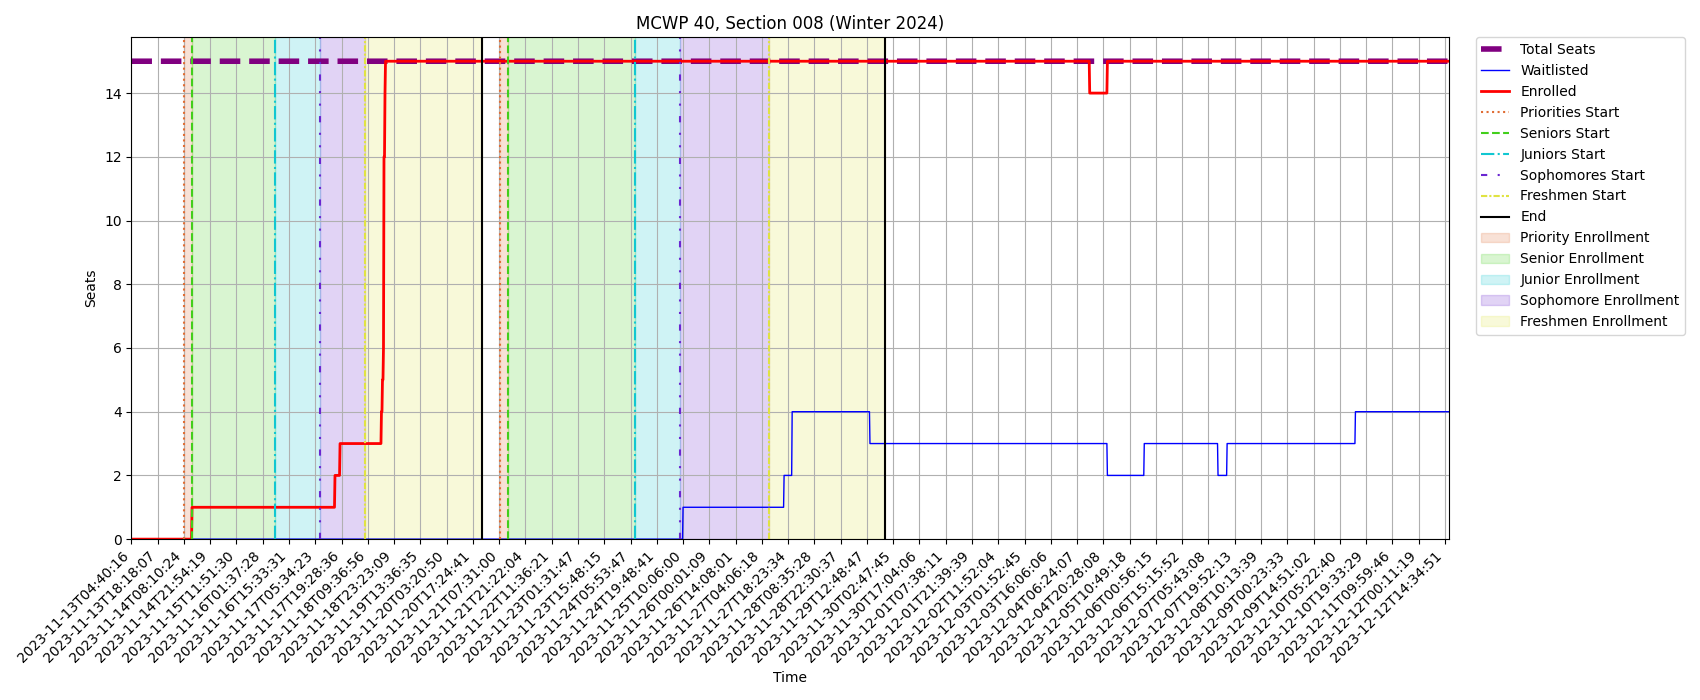 MCWP 40, Section 008 (Winter 2024)
Seats
14
12
10
8
6
4
2
0
2023-11-13T04:40:16
2023-11-13T18:18:07
2023-11-14T08:10:24
2023-11-14T21:54:19
2023-11-15T11:51:30
2023-11-16T01:37:28
2023-11-16T15:33:31
2023-11-17T05:34:23
2023-11-17T19:28:36
2023-11-18T09:36:56
2023-11-18T23:23:09
2023-11-19T13:36:35
2023-11-20T03:20:50
2023-11-20T17:24:41
2023-11-21T07:31:00
2023-11-21T21:22:04
2023-11-22T11:36:21
2023-11-23T01:31:47
2023-11-23T15:48:15
2023-11-24T05:53:47
2023-11-24T19:48:41
2023-11-25T10:06:00
2023-11-26T00:01:09
2023-11-26T14:08:01
2023-11-27T04:06:18
2023-11-27T18:23:34
2023-11-28T08:35:28
2023-11-28T22:30:37
2023-11-29T12:48:47
2023-11-30T02:47:45
2023-11-30T17:04:06
2023-12-01T07:38:11
2023-12-01T21:39:39
2023-12-02T11:52:04
2023-12-03T01:52:45
2023-12-03T16:06:06
2023-12-04T06:24:07
2023-12-04T20:28:08
2023-12-05T10:49:18
2023-12-06T00:56:15
2023-12-06T15:15:52
2023-12-07T05:43:08
2023-12-07T19:52:13
2023-12-08T10:13:39
2023-12-09T00:23:33
2023-12-09T14:51:02
2023-12-10T05:22:40
2023-12-10T19:33:29
2023-12-11T09:59:46
2023-12-12T00:11:19
2023-12-12T14:34:51
Time
Total Seats
Waitlisted
Enrolled
Priorities Start
Seniors Start
Juniors Start
Sophomores Start
Freshmen Start
End
Priority Enrollment
Senior Enrollment
Junior Enrollment
Sophomore Enrollment
Freshmen Enrollment